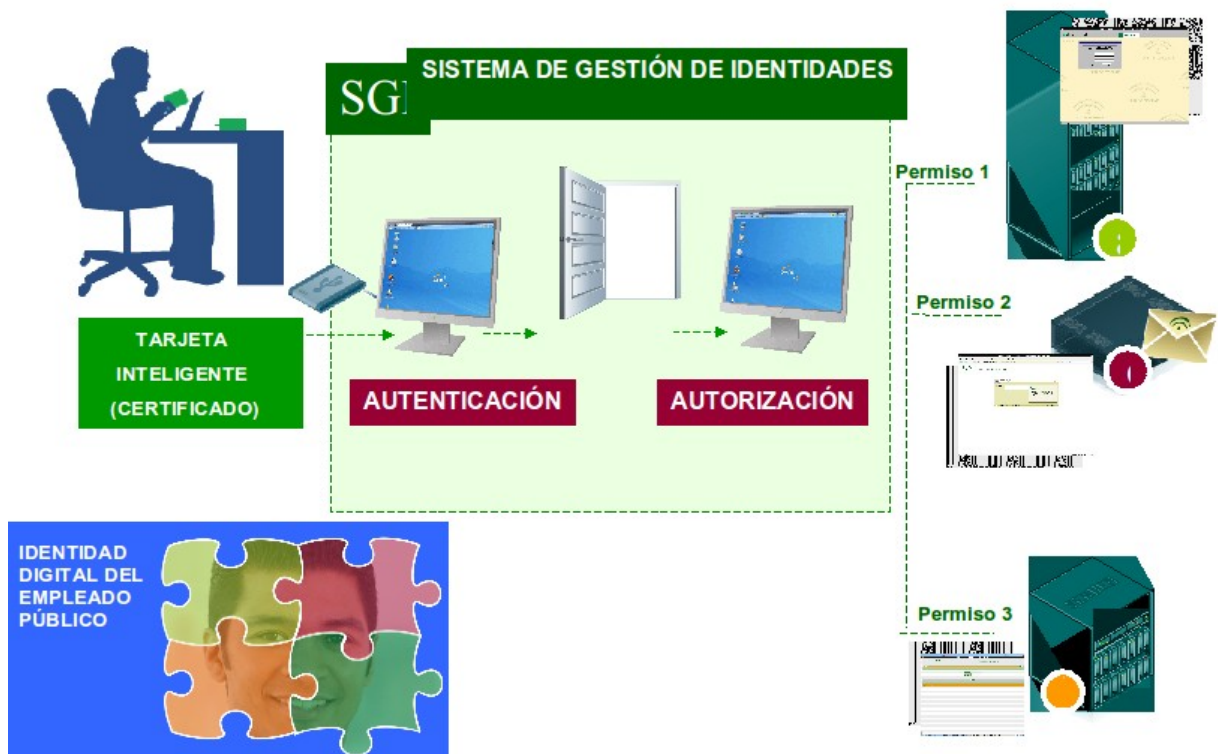 SISTEMA DE GESTIÓN DE IDENTIDADES
SG
Permiso 1
Permiso 2
TARJETA
INTELIGENTE
(CERTIFICADO)
AUTENTICACIÓN
AUTORIZACIÓN
IDENTIDAD
DIGITAL DEL
EMPLEADO
PÚBLICO
Permiso 3